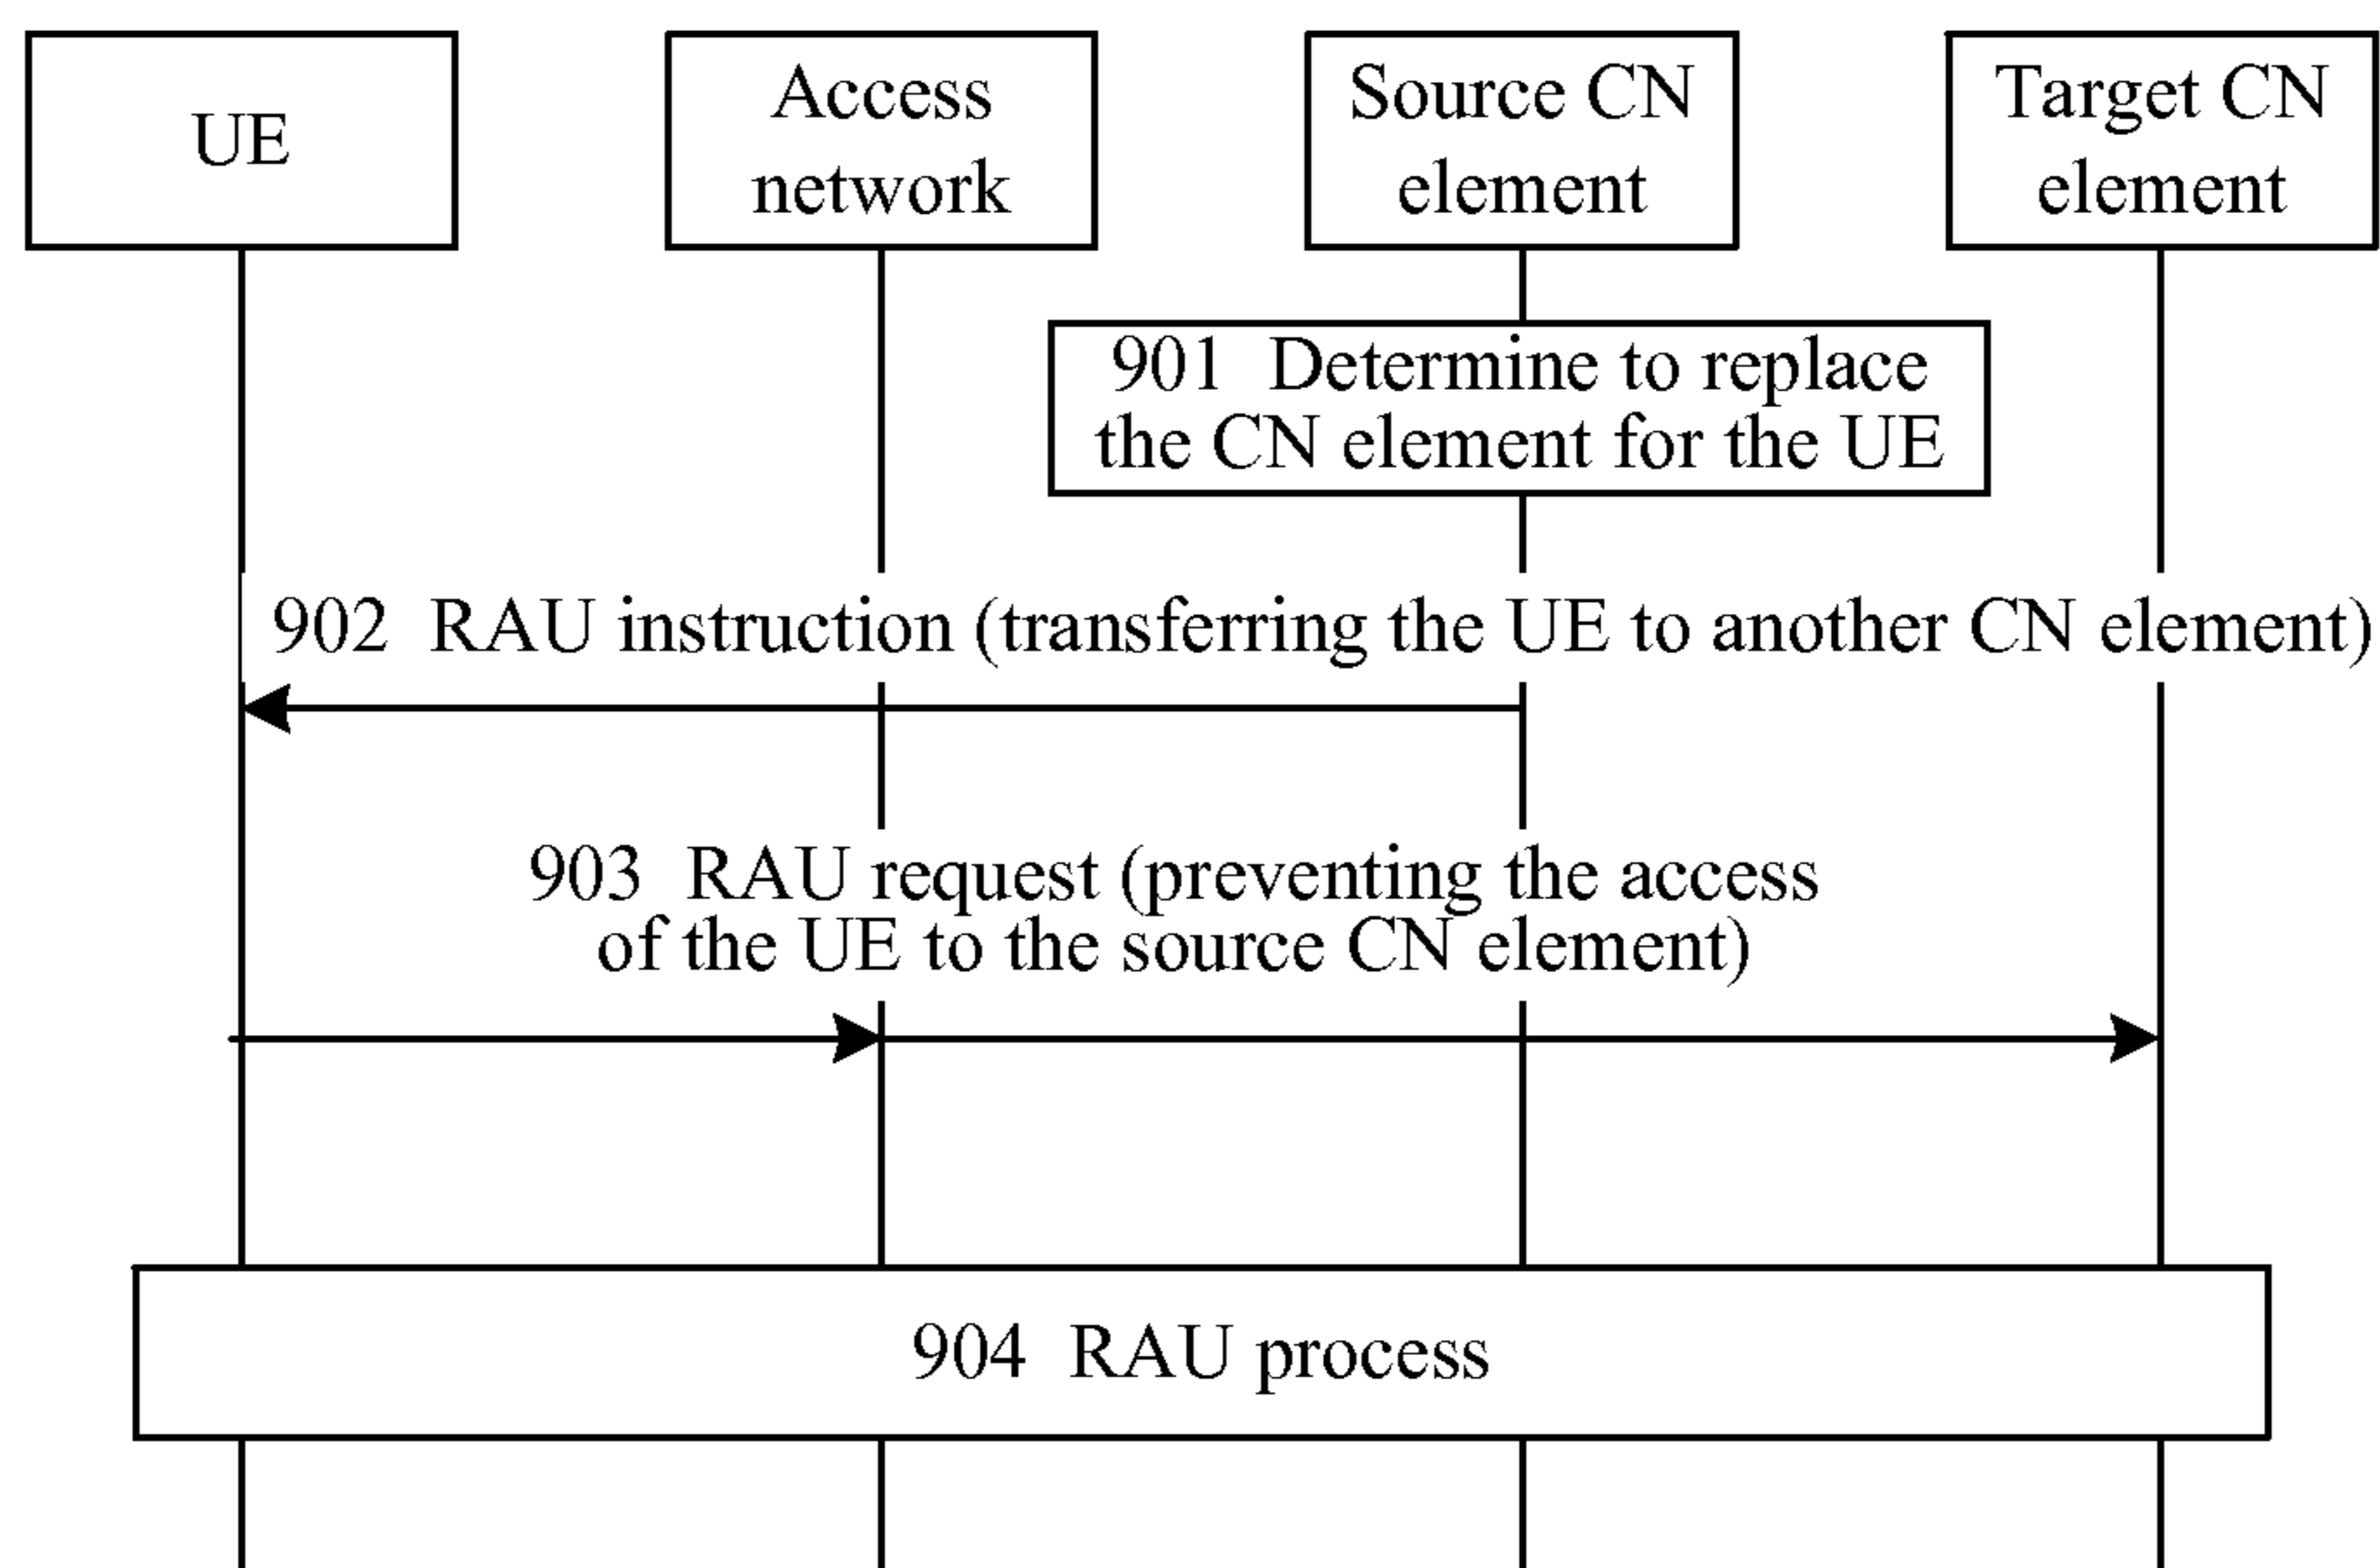 UE
Access
network
Source CN
element
Target CN
element
901 Determine to replace
the CN element for the UE
902 RAU instruction (transferring the UE to another CN element)
903 RAU request (preventing the access
of the UE to the source CN element)
904 RAU process